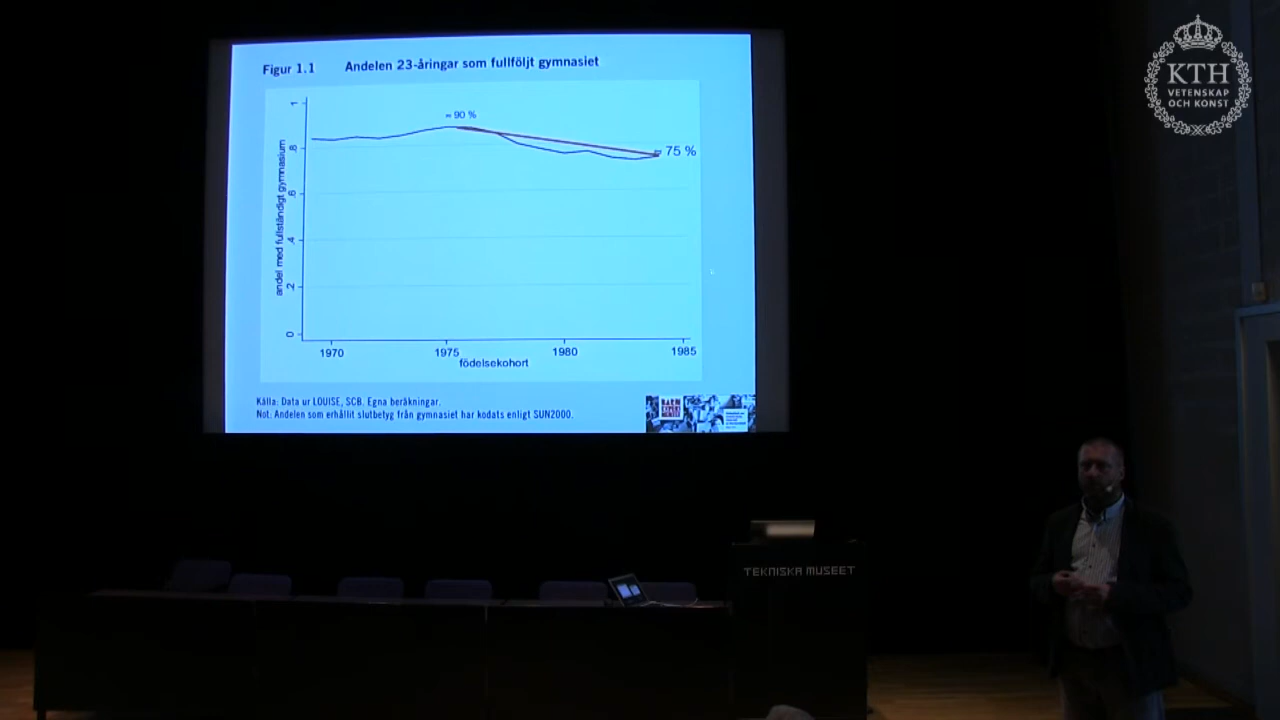 Figur 1.1 Andelen 23-åringar som fullföljt gymnasiet
≈ 90 %
≈ 75 %
andel med fullständigt gymnasium
1
.8
.6
.4
.2
0
1970 1975 1980 1985
födelsekohort
Källa: Data ur LOUISE, SCB. Egna beräkningar.
Not. Andelen som erhållit slutbetyg från gymnasiet har kodats enligt SUN2000.
KTH
VETENSKAP
OCH KONST
TEKNISKA MUSEET